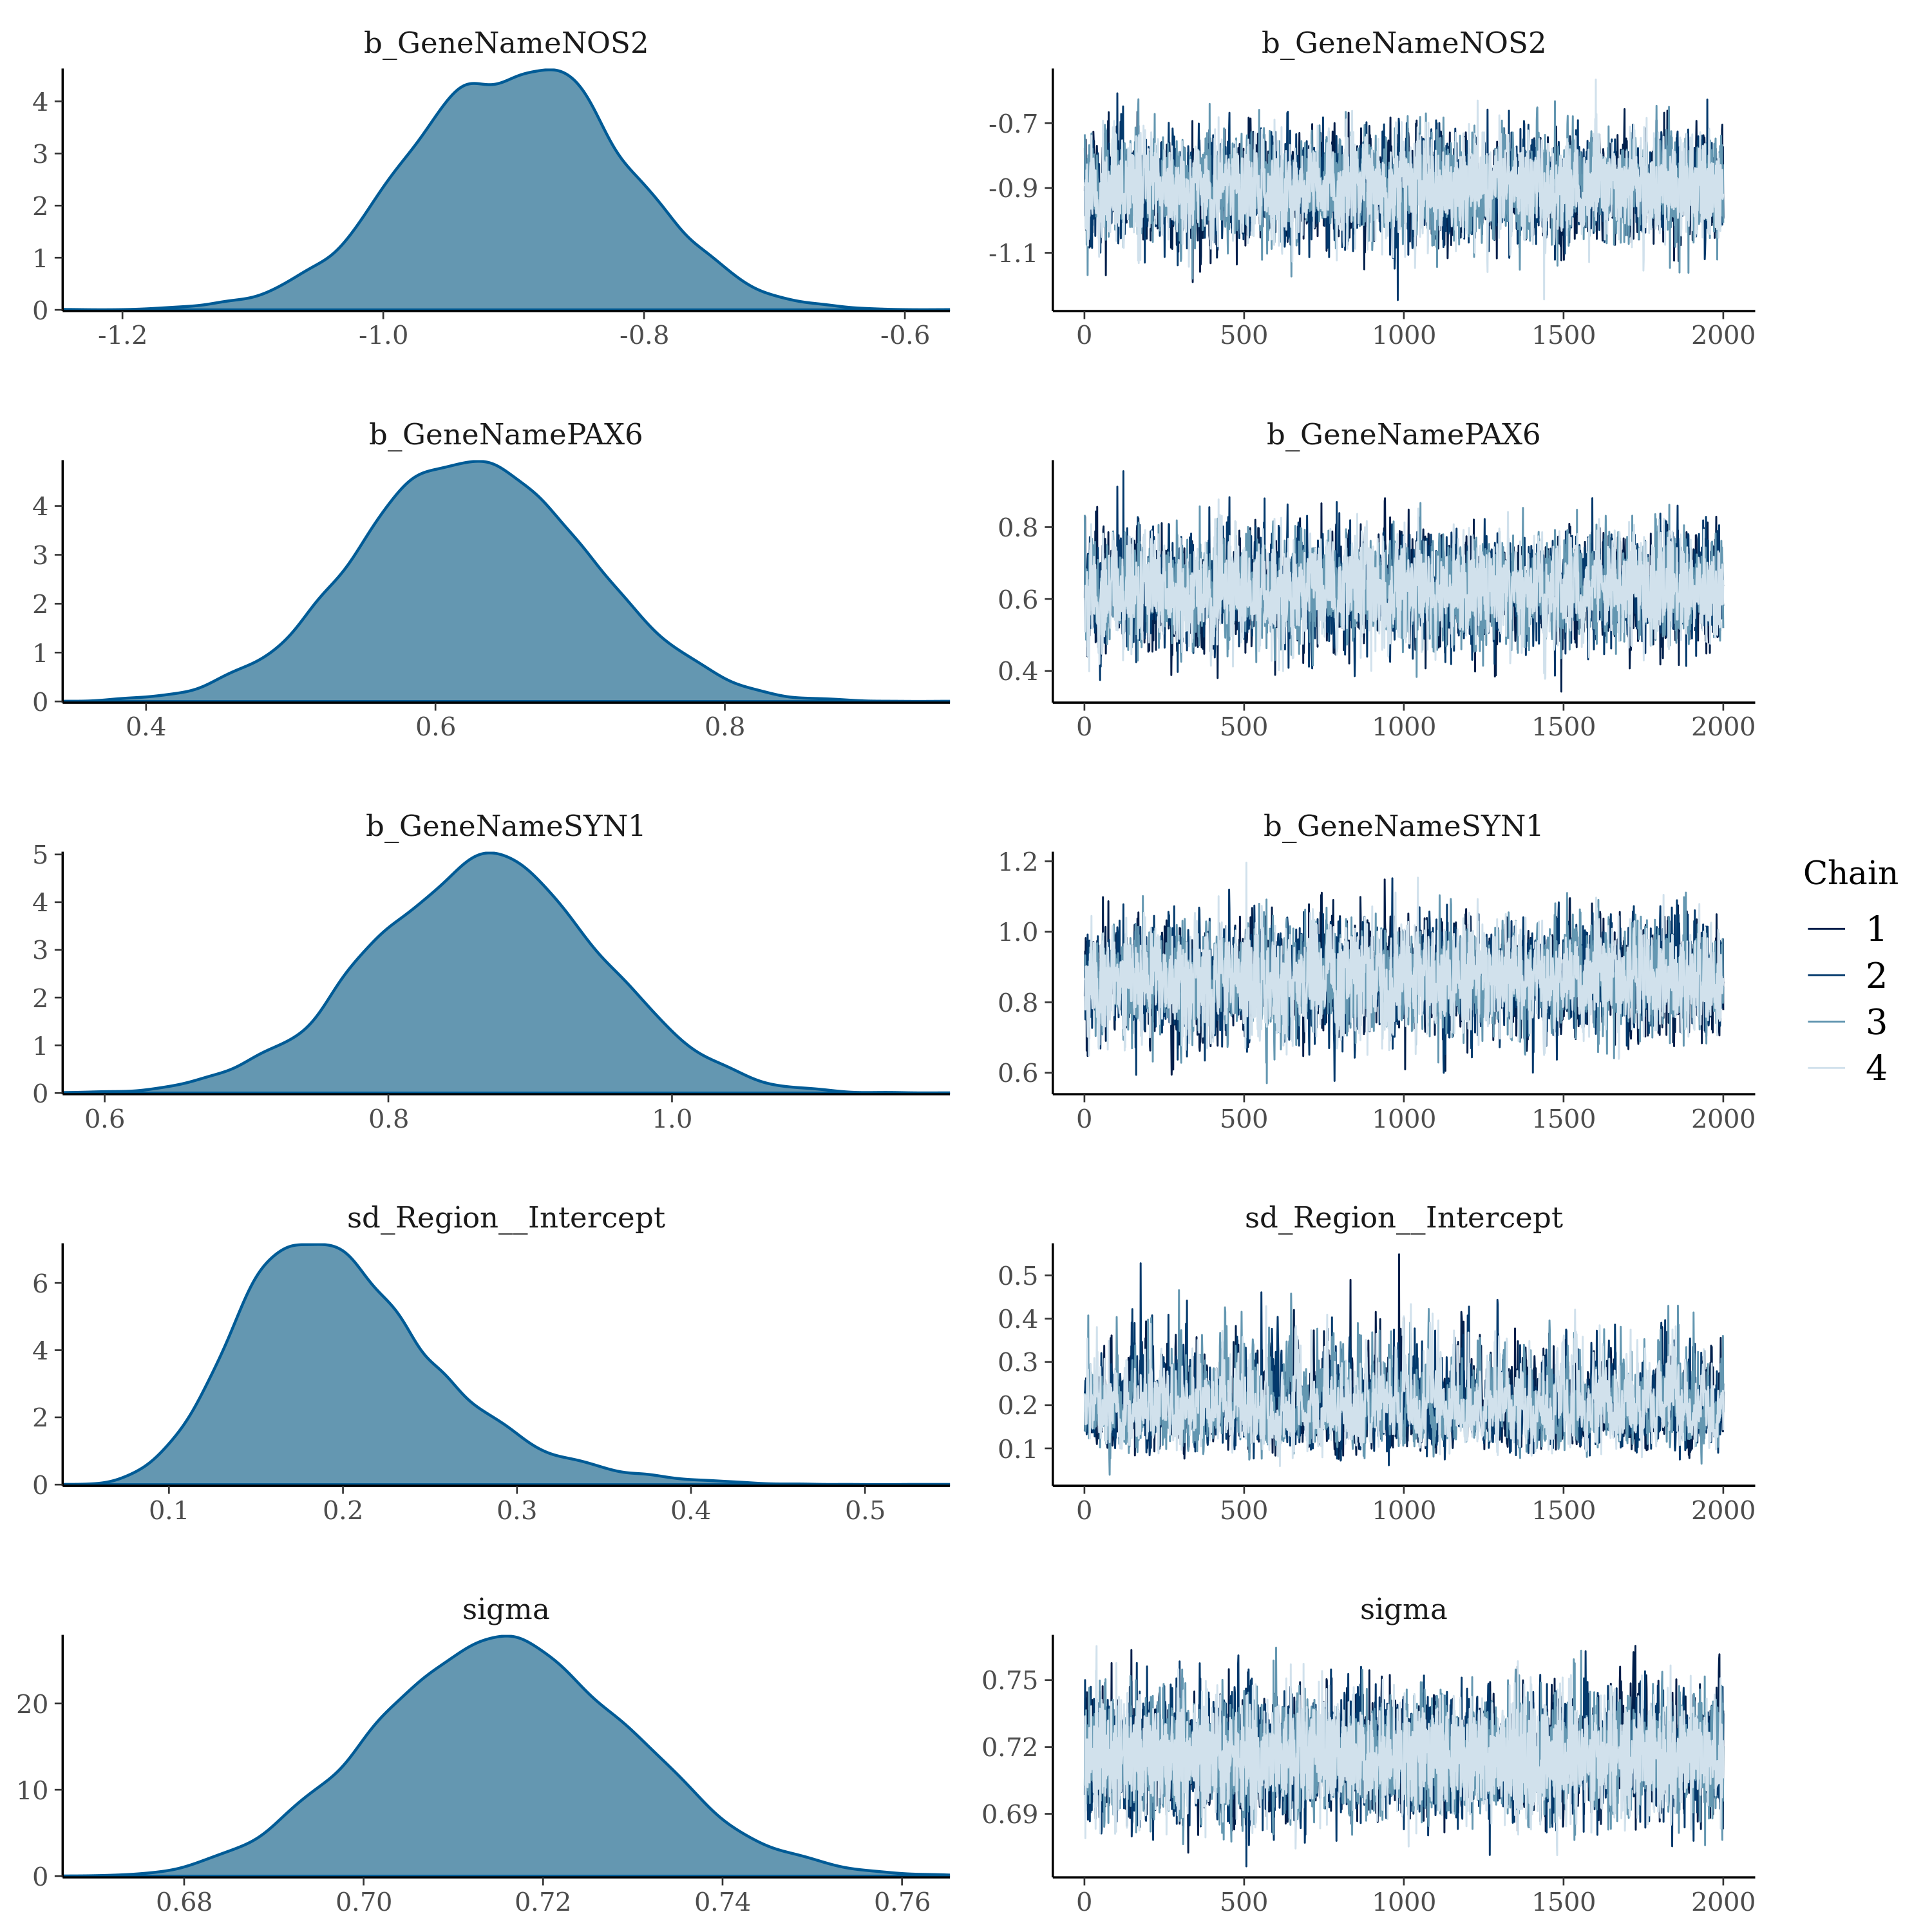 b_GeneNameNOS2
4
3
2
1
0
-1.2 -1.0 -0.8 -0.6
b_GeneNameNOS2
-0.7
-0.9
-1.1
0 500 1000 1500 2000
b_GeneNamePAX6
4
3
2
1
0
0.4 0.6 0.8
b_GeneNamePAX6
0.8
0.6
0.4
0 500 1000 1500 2000
b_GeneNameSYN1
5
4
3
2
1
0
0.6 0.8 1.0
b_GeneNameSYN1
1.2
1.0
0.8
0.6
0 500 1000 1500 2000
Chain
1
2
3
4
sd_Region__Intercept
6
4
2
0
0.1 0.2 0.3 0.4 0.5
sd_Region__Intercept
0.5
0.4
0.3
0.2
0.1
0 500 1000 1500 2000
sigma
20
10
0
0.68 0.70 0.72 0.74 0.76
sigma
0.75
0.72
0.69
0 500 1000 1500 2000